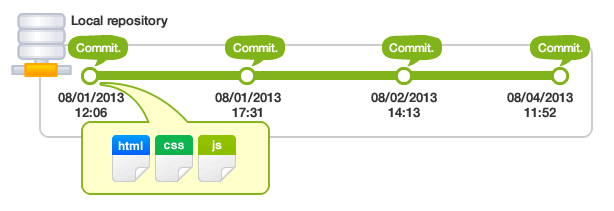 Local repository
Commit. Commit. Commit. Commit.
08/01/2013 08/01/2013 08/02/2013 08/04/2013
12:06 17:31 14:13 11:52
html css js